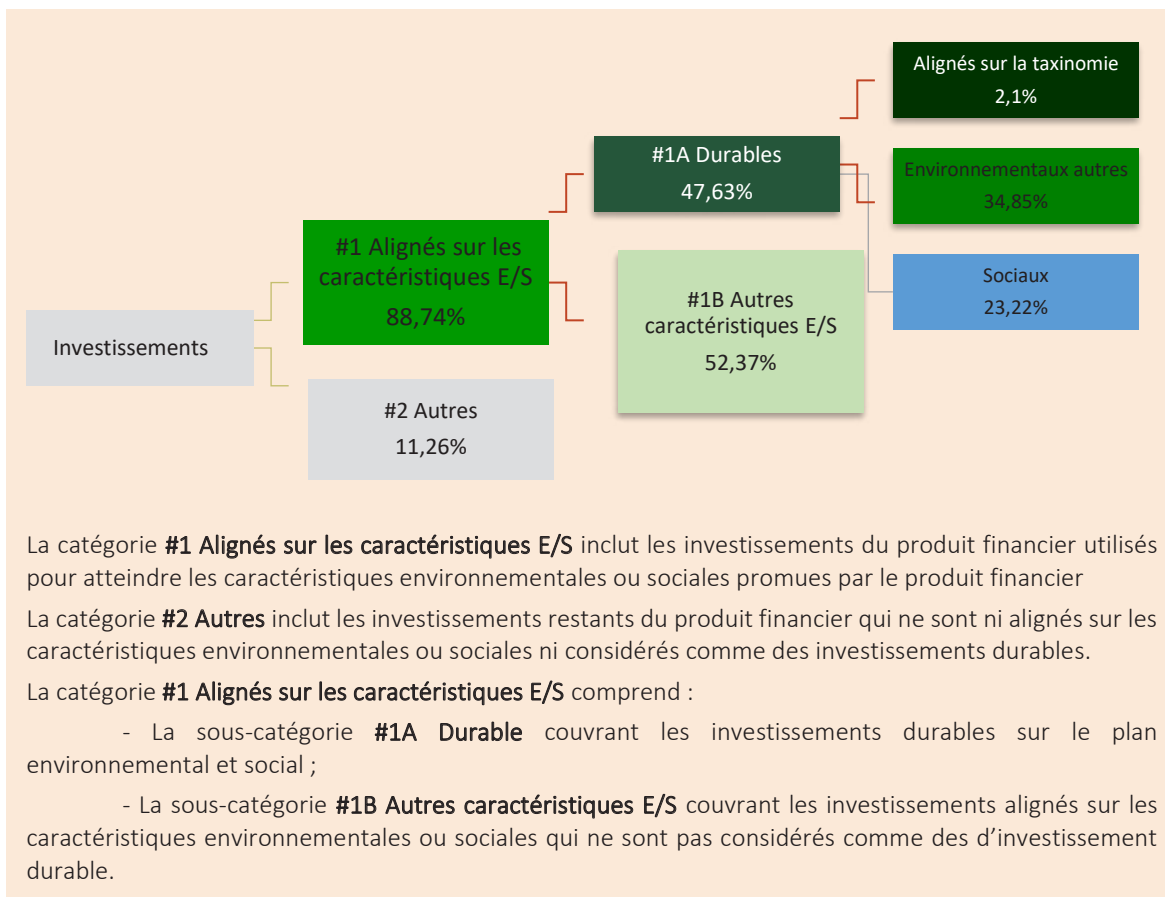 Alignés sur la taxinomie
2,1%
#1A Durables
47,63%
Environnementaux autres
34,85%
#1 Alignés sur les
caractéristiques E/S
88,74%
#1B Autres
caractéristiques E/S
52,37%
Sociaux
23,22%
Investissements
#2 Autres
11,26%
La catégorie #1 Alignés sur les caractéristiques E/S inclut les investissements du produit financier utilisés
pour atteindre les caractéristiques environnementales ou sociales promues par le produit financier
La catégorie #2 Autres inclut les investissements restants du produit financier qui ne sont ni alignés sur les
caractéristiques environnementales ou sociales ni considérés comme des investissements durables.
La catégorie #1 Alignés sur les caractéristiques E/S comprend :
- La sous-catégorie #1A Durable couvrant les investissements durables sur le plan
environnemental et social ;
- La sous-catégorie #1B Autres caractéristiques E/S couvrant les investissements alignés sur les
caractéristiques environnementales ou sociales qui ne sont pas considérés comme des d’investissement
durable.